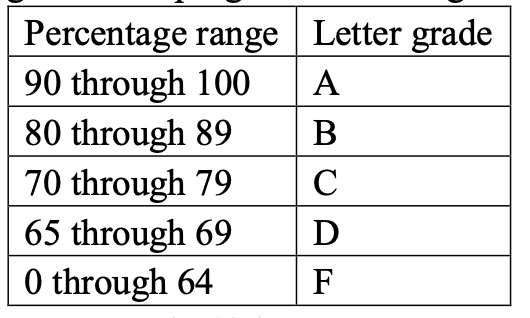 Percentage range Letter grade
90 through 100 A
80 through 89 B
70 through 79 C
65 through 69 D
0 through 64 F